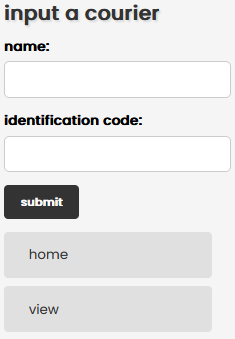 input a courier
name:
identification code:
submit
home
view